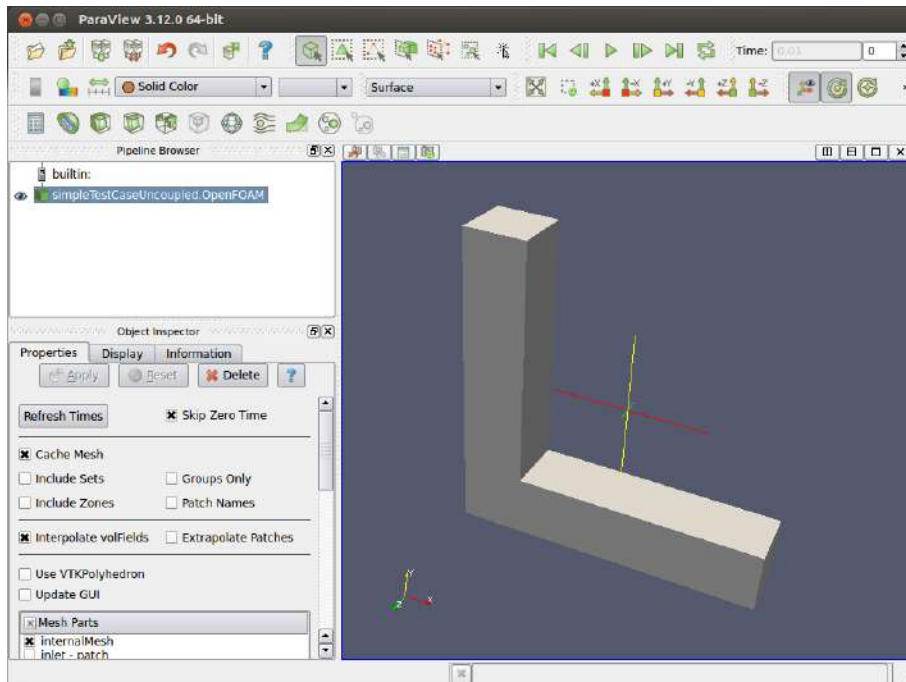 ParaView 3.12.0 64-bit
Time: 0.01 0
Solid Color Surface
+X -X +Y -Y +Z -Z
Pipeline Browser
builtin:
simpleTestCaseUncoupled.OpenFOAM
Object Inspector
Properties Display Information
Apply Reset Delete ?
Refresh Times Skip Zero Time
Cache Mesh
Include Sets Groups Only
Include Zones Patch Names
Interpolate volFields Extrapolate Patches
Use VTKPolyhedron
Update GUI
Mesh Parts
internalMesh
inlet - patch
Y
Z X